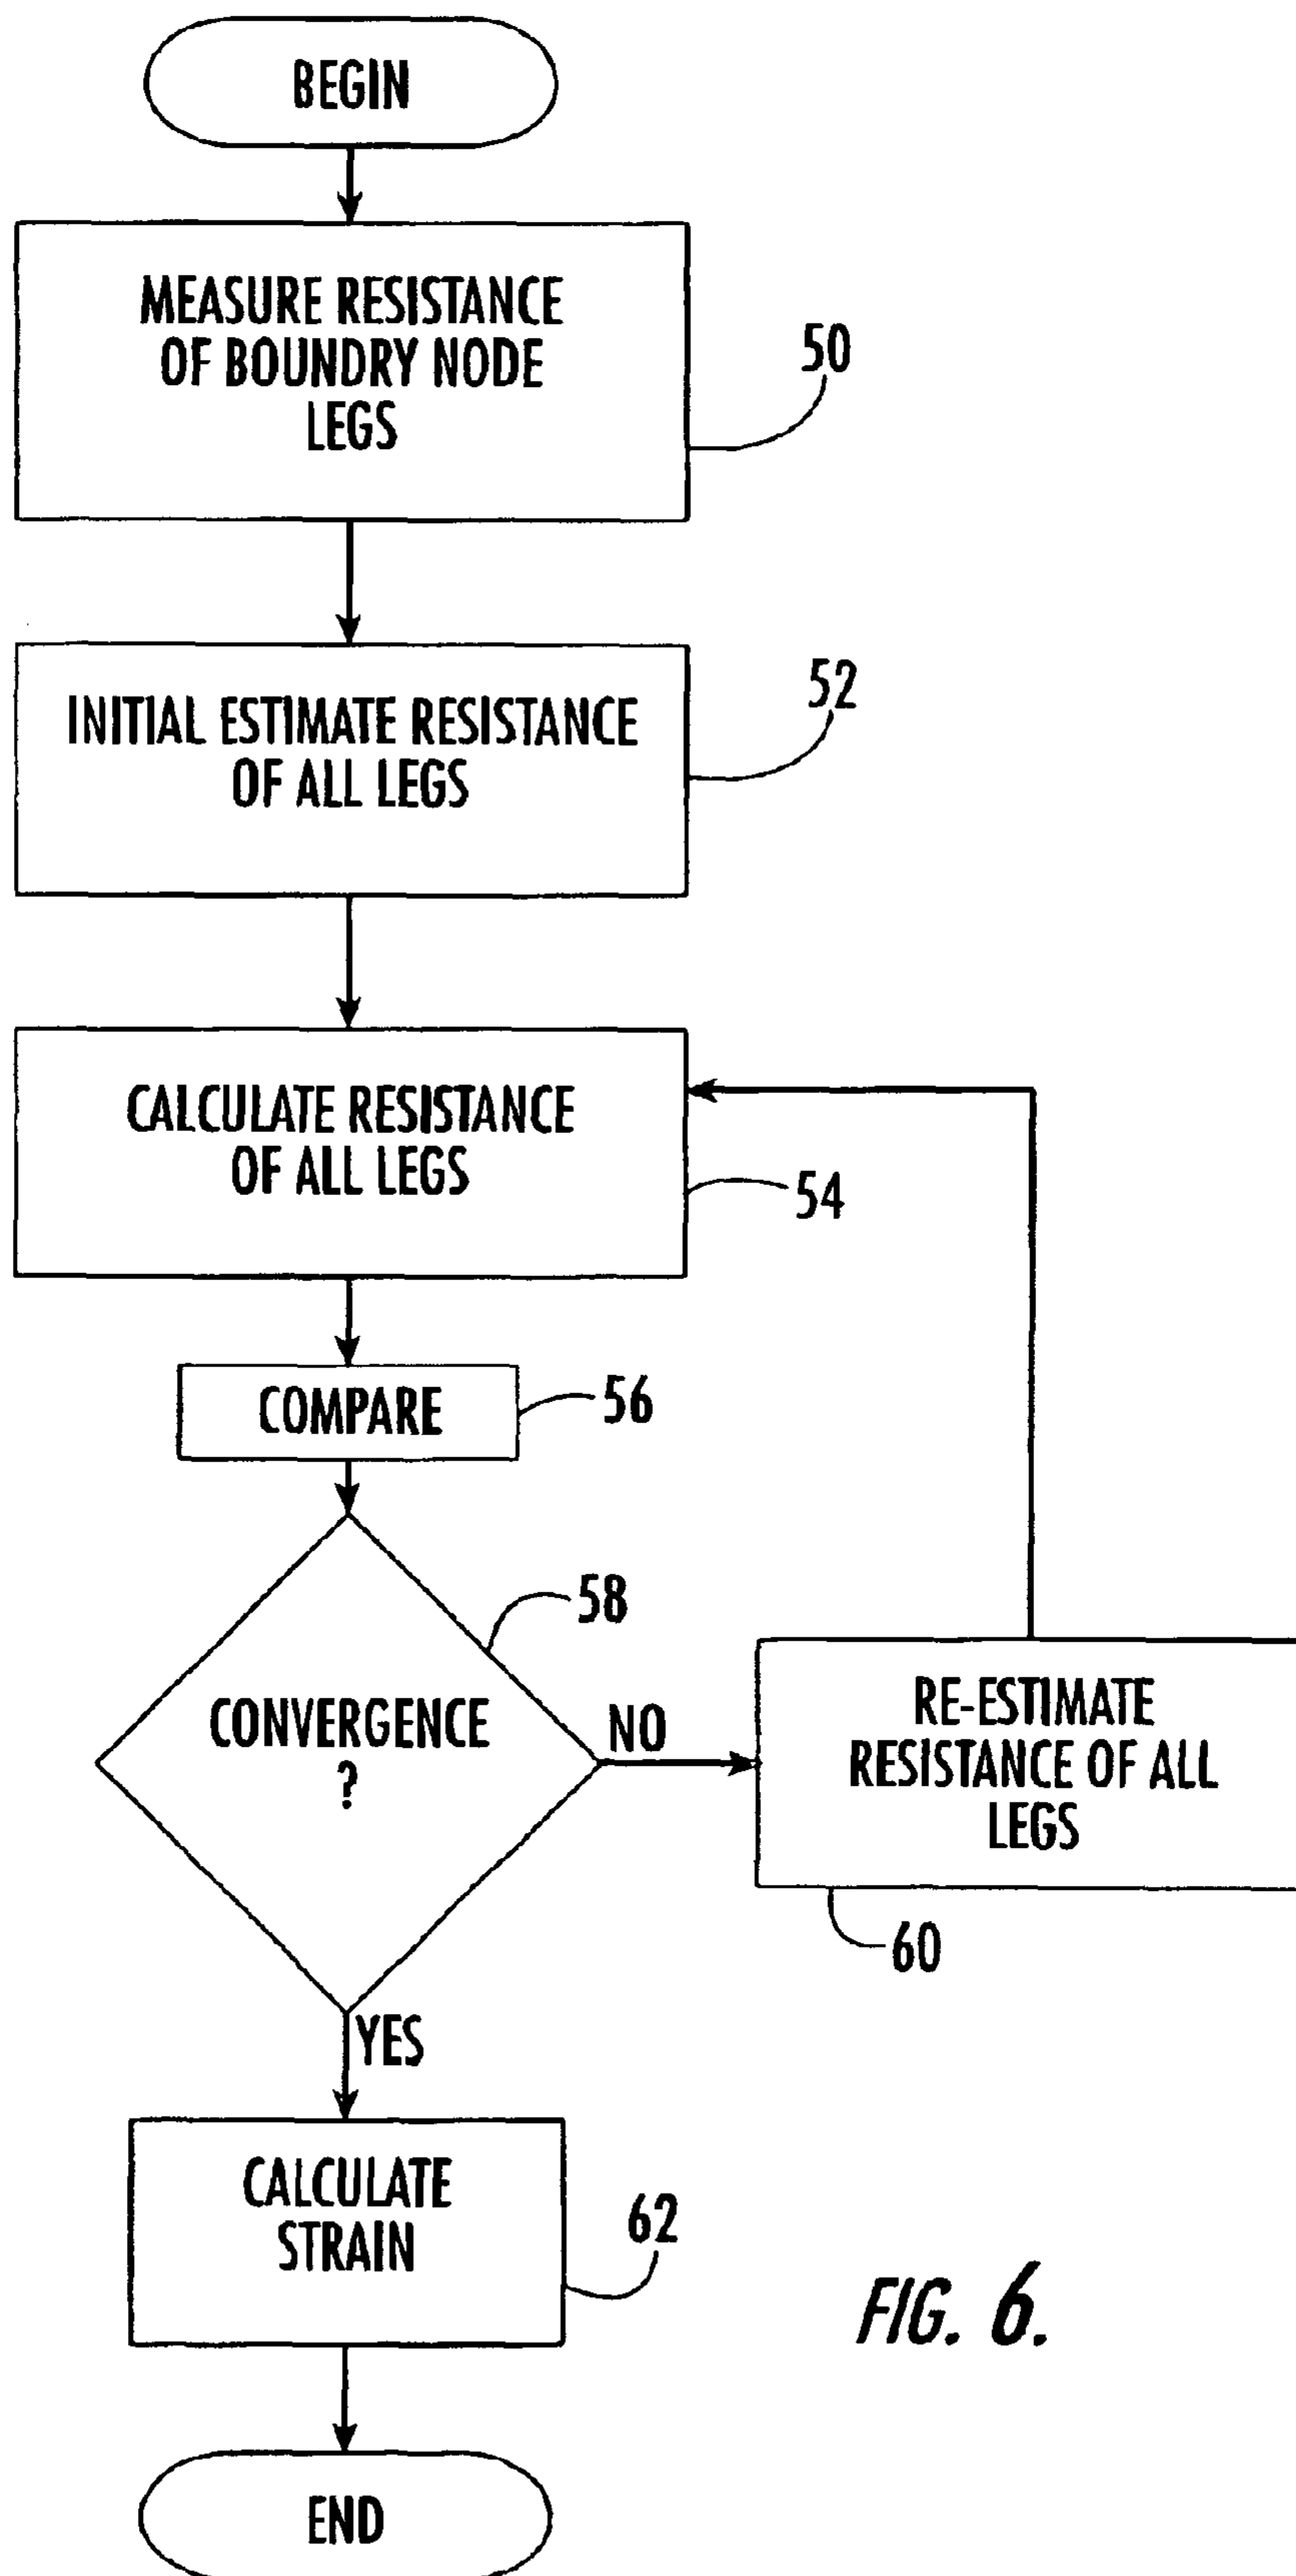 BEGIN
MEASURE RESISTANCE
OF BOUNDRY NODE
LEGS
50
INITIAL ESTIMATE RESISTANCE
OF ALL LEGS
52
CALCULATE RESISTANCE
OF ALL LEGS
54
COMPARE
56
58
CONVERGENCE
?
NO
RE-ESTIMATE
RESISTANCE OF ALL
LEGS
60
YES
CALCULATE
STRAIN
62
FIG. 6.
END